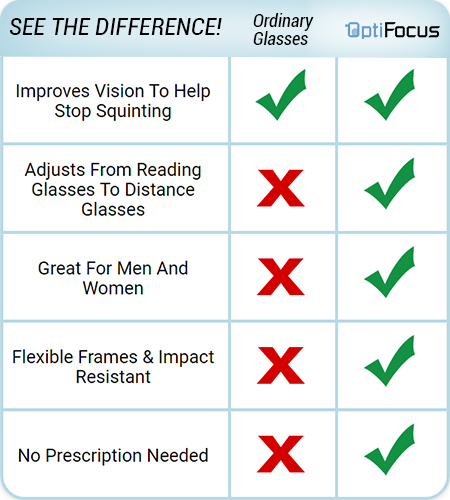 SEE THE DIFFERENCE!
Ordinary
Glasses
OptiFocus
Improves Vision To Help
Stop Squinting
Adjusts From Reading
Glasses To Distance
Glasses
Great For Men And
Women
Flexible Frames & Impact
Resistant
No Prescription Needed